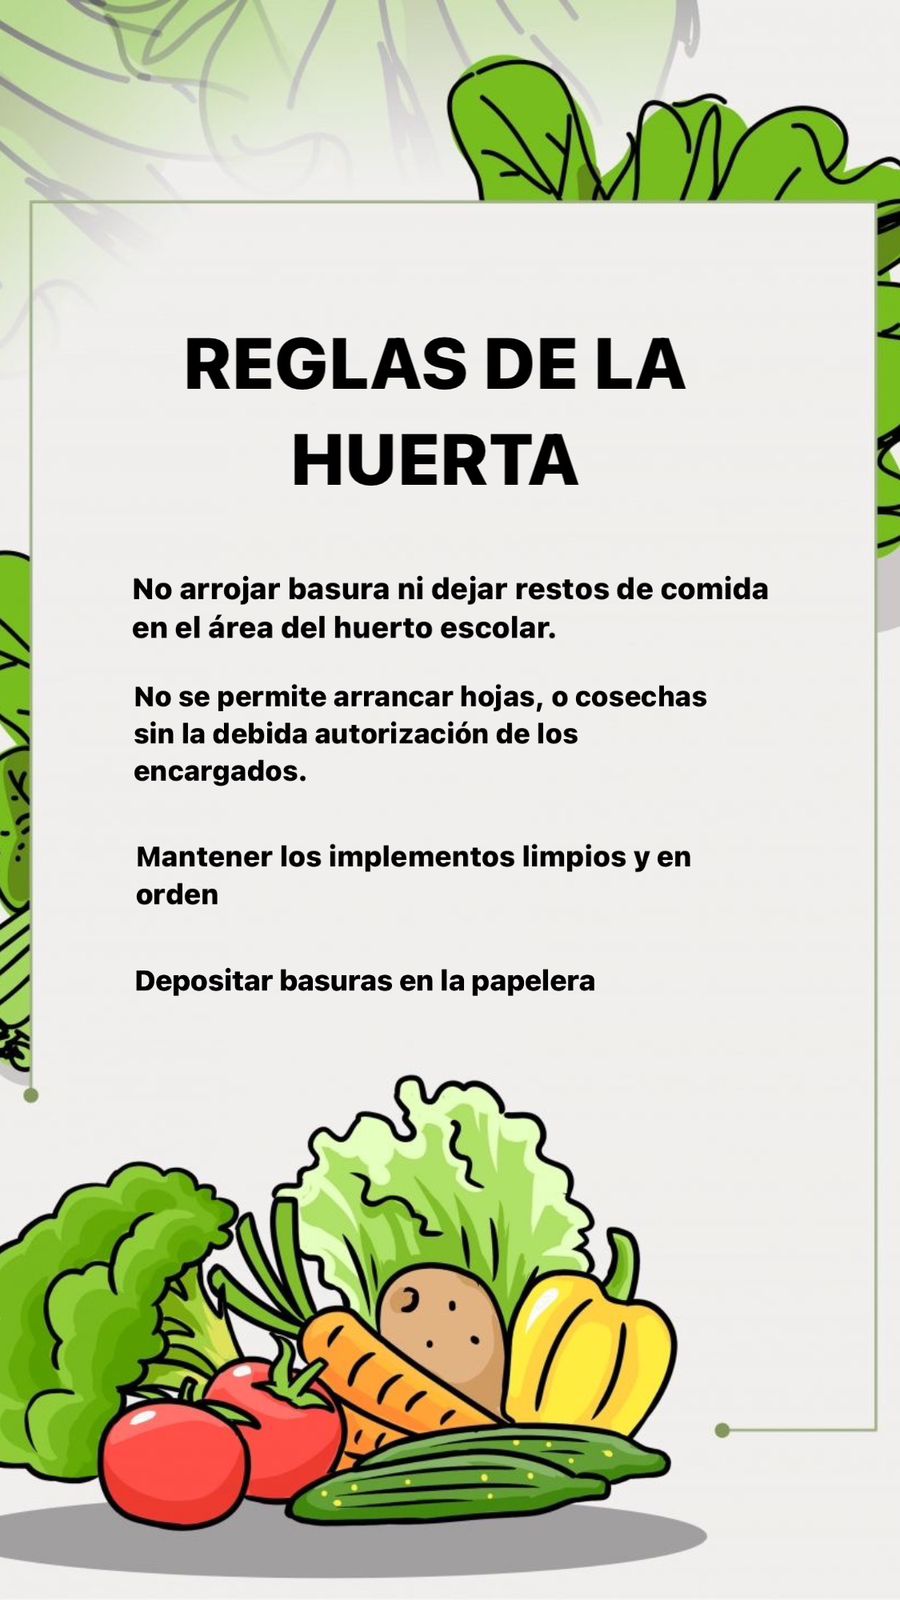 REGLAS DE LA
HUERTA
No arrojar basura ni dejar restos de comida
en el área del huerto escolar.
No se permite arrancar hojas, o cosechas
sin la debida autorización de los
encargados.
Mantener los implementos limpios y en
orden
Depositar basuras en la papelera